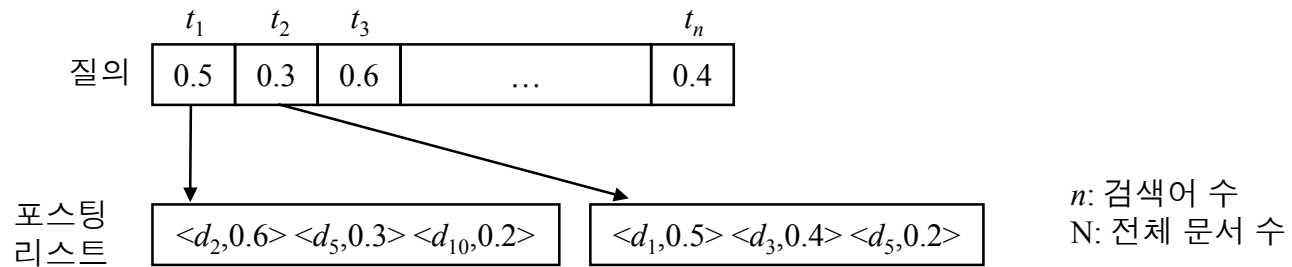 t1 t2 t3 tn
질의 0.5 0.3 0.6 … 0.4
포스팅
리스트
<d2,0.6> <d5,0.3> <d10,0.2>
<d1,0.5> <d3,0.4> <d5,0.2>
n: 검색어 수
N: 전체 문서 수